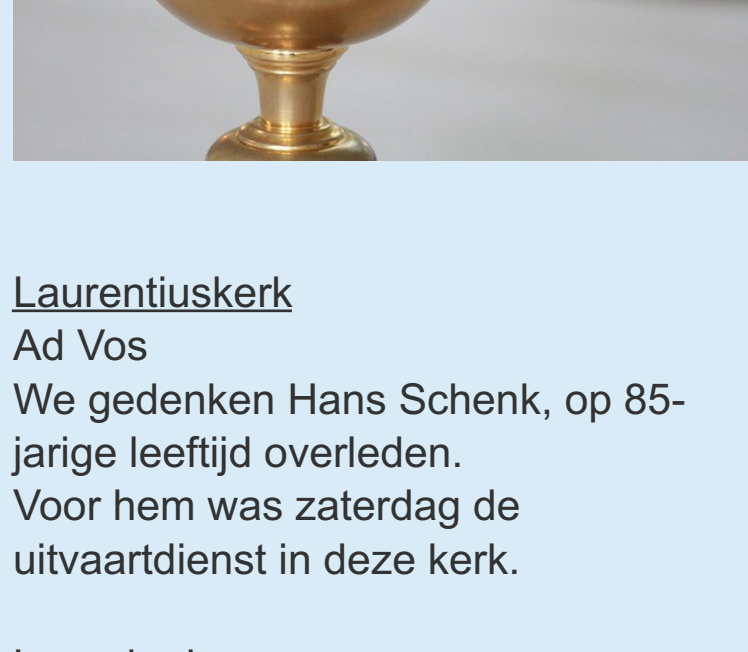 Laurentiuskerk
Ad Vos
We gedenken Hans Schenk, op 85-
jarige leeftijd overleden.
Voor hem was zaterdag de
uitvaartdienst in deze kerk.